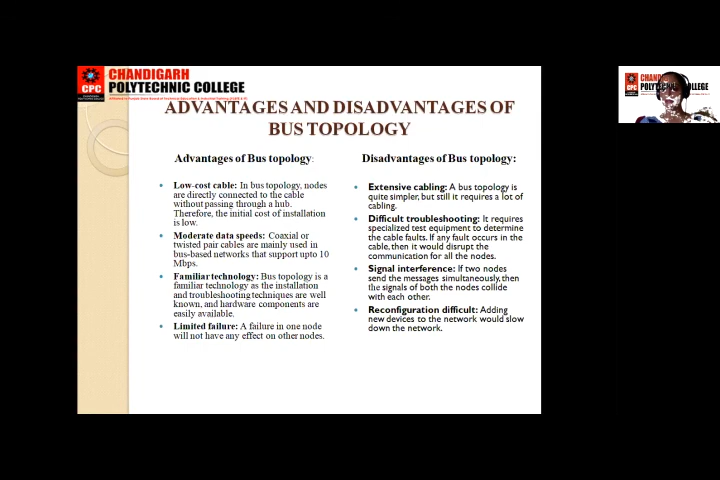 CHANDIGARH
POLYTECHNIC COLLEGE
CPC
ADVANTAGES AND DISADVANTAGES OF
BUS TOPOLOGY
Advantages of Bus topology:
Low-cost cable: In bus topology, nodes
are directly connected to the cable
without passing through a hub.
Therefore, the initial cost of installation
is low.
Moderate data speeds: Coaxial or
twisted pair cables are mainly used in
bus-based networks that support upto 10
Mbps.
Familiar technology: Bus topology is a
familiar technology as the installation
and troubleshooting techniques are well
known, and hardware components are
easily available.
Limited failure: A failure in one node
will not have any effect on other nodes.
Disadvantages of Bus topology:
Extensive cabling: A bus topology is
quite simpler, but still it requires a lot of
cabling.
Difficult troubleshooting: It requires
specialized test equipment to determine
the cable faults. If any fault occurs in the
cable, then it would disrupt the
communication for all the nodes.
Signal interference: If two nodes
send the messages simultaneously, then
the signals of both the nodes collide
with each other.
Reconfiguration difficult: Adding
new devices to the network would slow
down the network.